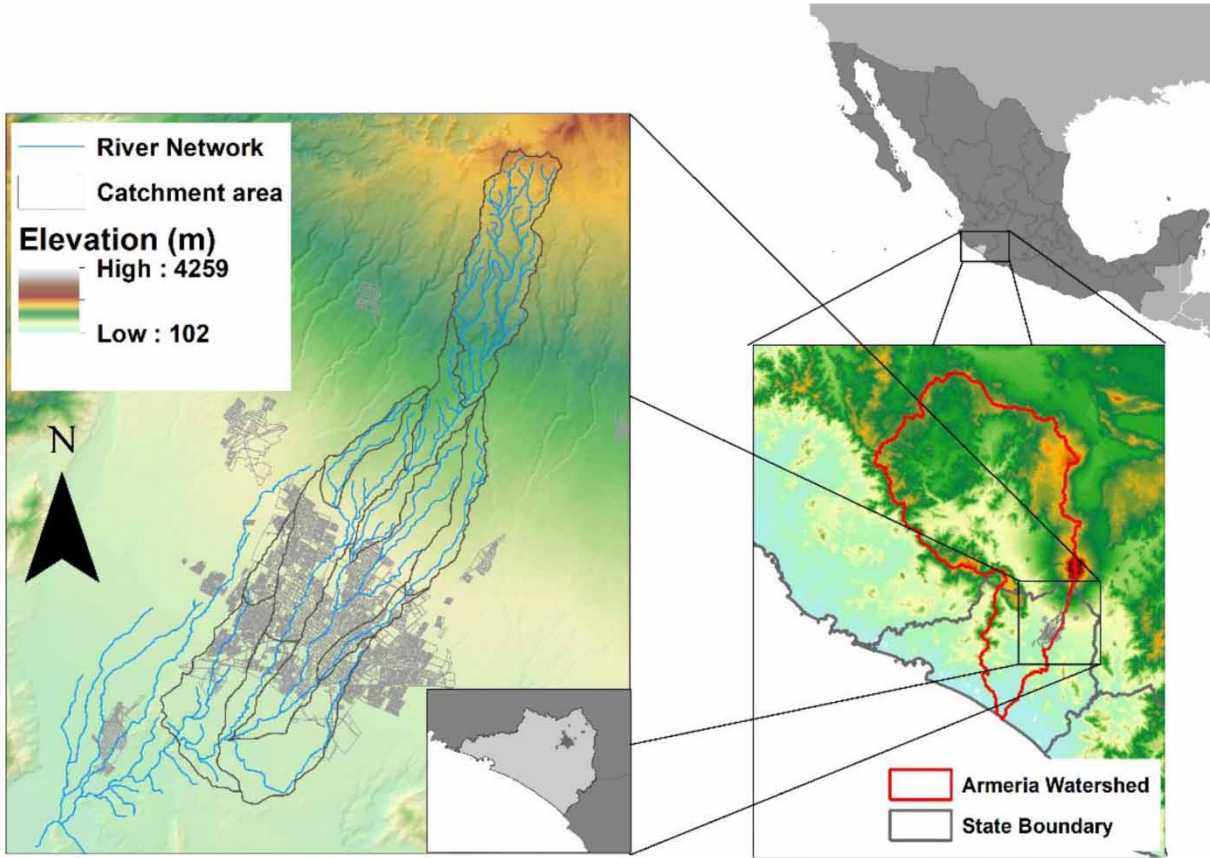 River Network
Catchment area
Elevation (m)
High : 4259
Low : 102
N
Armeria Watershed
State Boundary